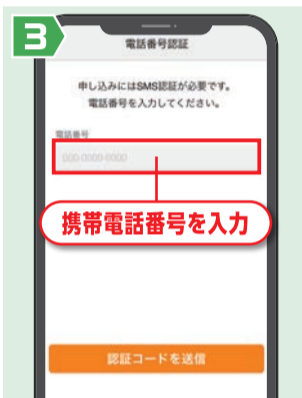 3
電話番号認証
申し込みにはSMS認証が必要です。
電話番号を入力してください。
電話番号
000-0000-0000
携帯電話番号を入力
認証コードを送信